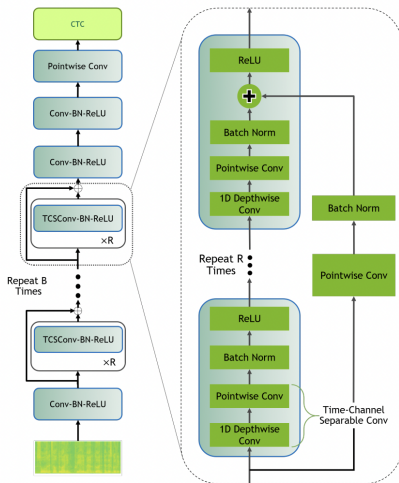 CTC
Pointwise Conv
Conv-BN-ReLU
Conv-BN-ReLU
TCSConv-BN-ReLU
×R
Repeat B
Times
TCSConv-BN-ReLU
×R
Conv-BN-ReLU
ReLU
Batch Norm
Pointwise Conv
1D Depthwise
Conv
Repeat R
Times
Batch Norm
Pointwise Conv
ReLU
Batch Norm
Pointwise Conv
1D Depthwise
Conv
Time-Channel
Separable Conv